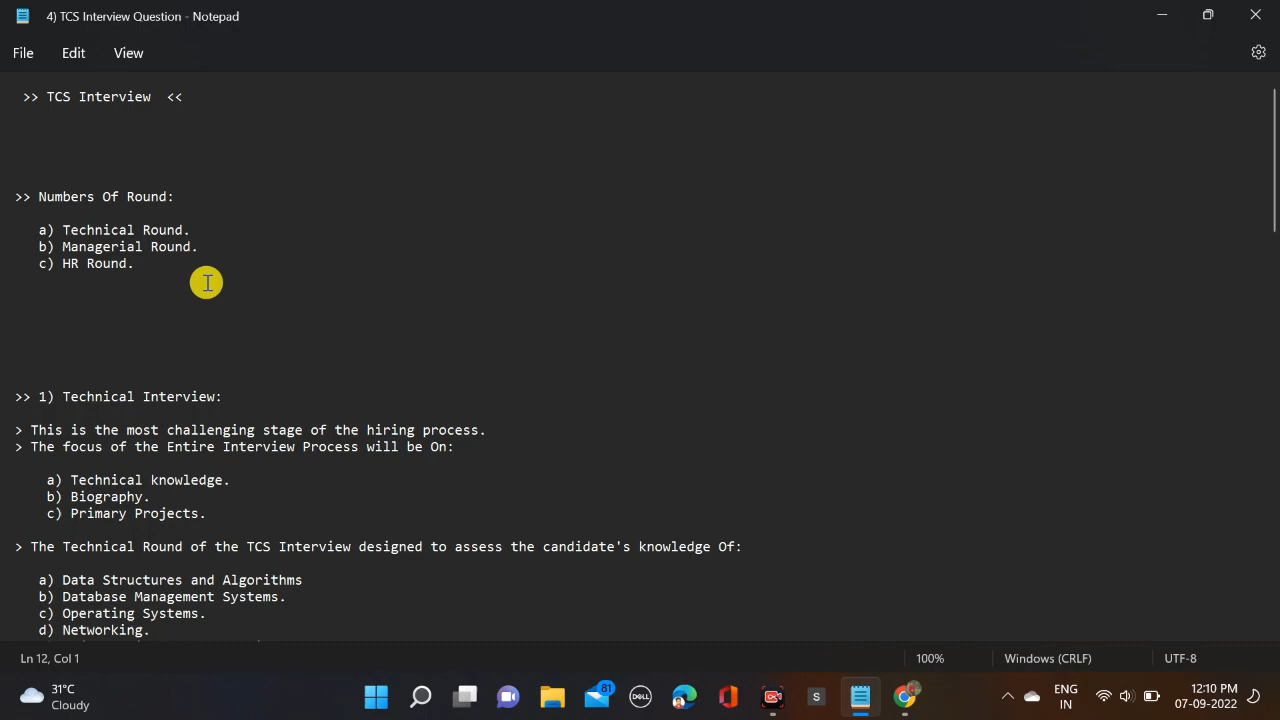 4) TCS Interview Question - Notepad
File Edit View
>> TCS Interview <<
>> Numbers Of Round:
a) Technical Round.
b) Managerial Round.
c) HR Round.
>> 1) Technical Interview:
> This is the most challenging stage of the hiring process.
> The focus of the Entire Interview Process will be On:
a) Technical knowledge.
b) Biography.
c) Primary Projects.
> The Technical Round of the TCS Interview designed to assess the candidate's knowledge Of:
a) Data Structures and Algorithms
b) Database Management Systems.
c) Operating Systems.
d) Networking.
Ln 12, Col 1 100% Windows (CRLF) UTF-8
31°C
Cloudy
81
DELL
S
ENG
IN
12:10 PM
07-09-2022